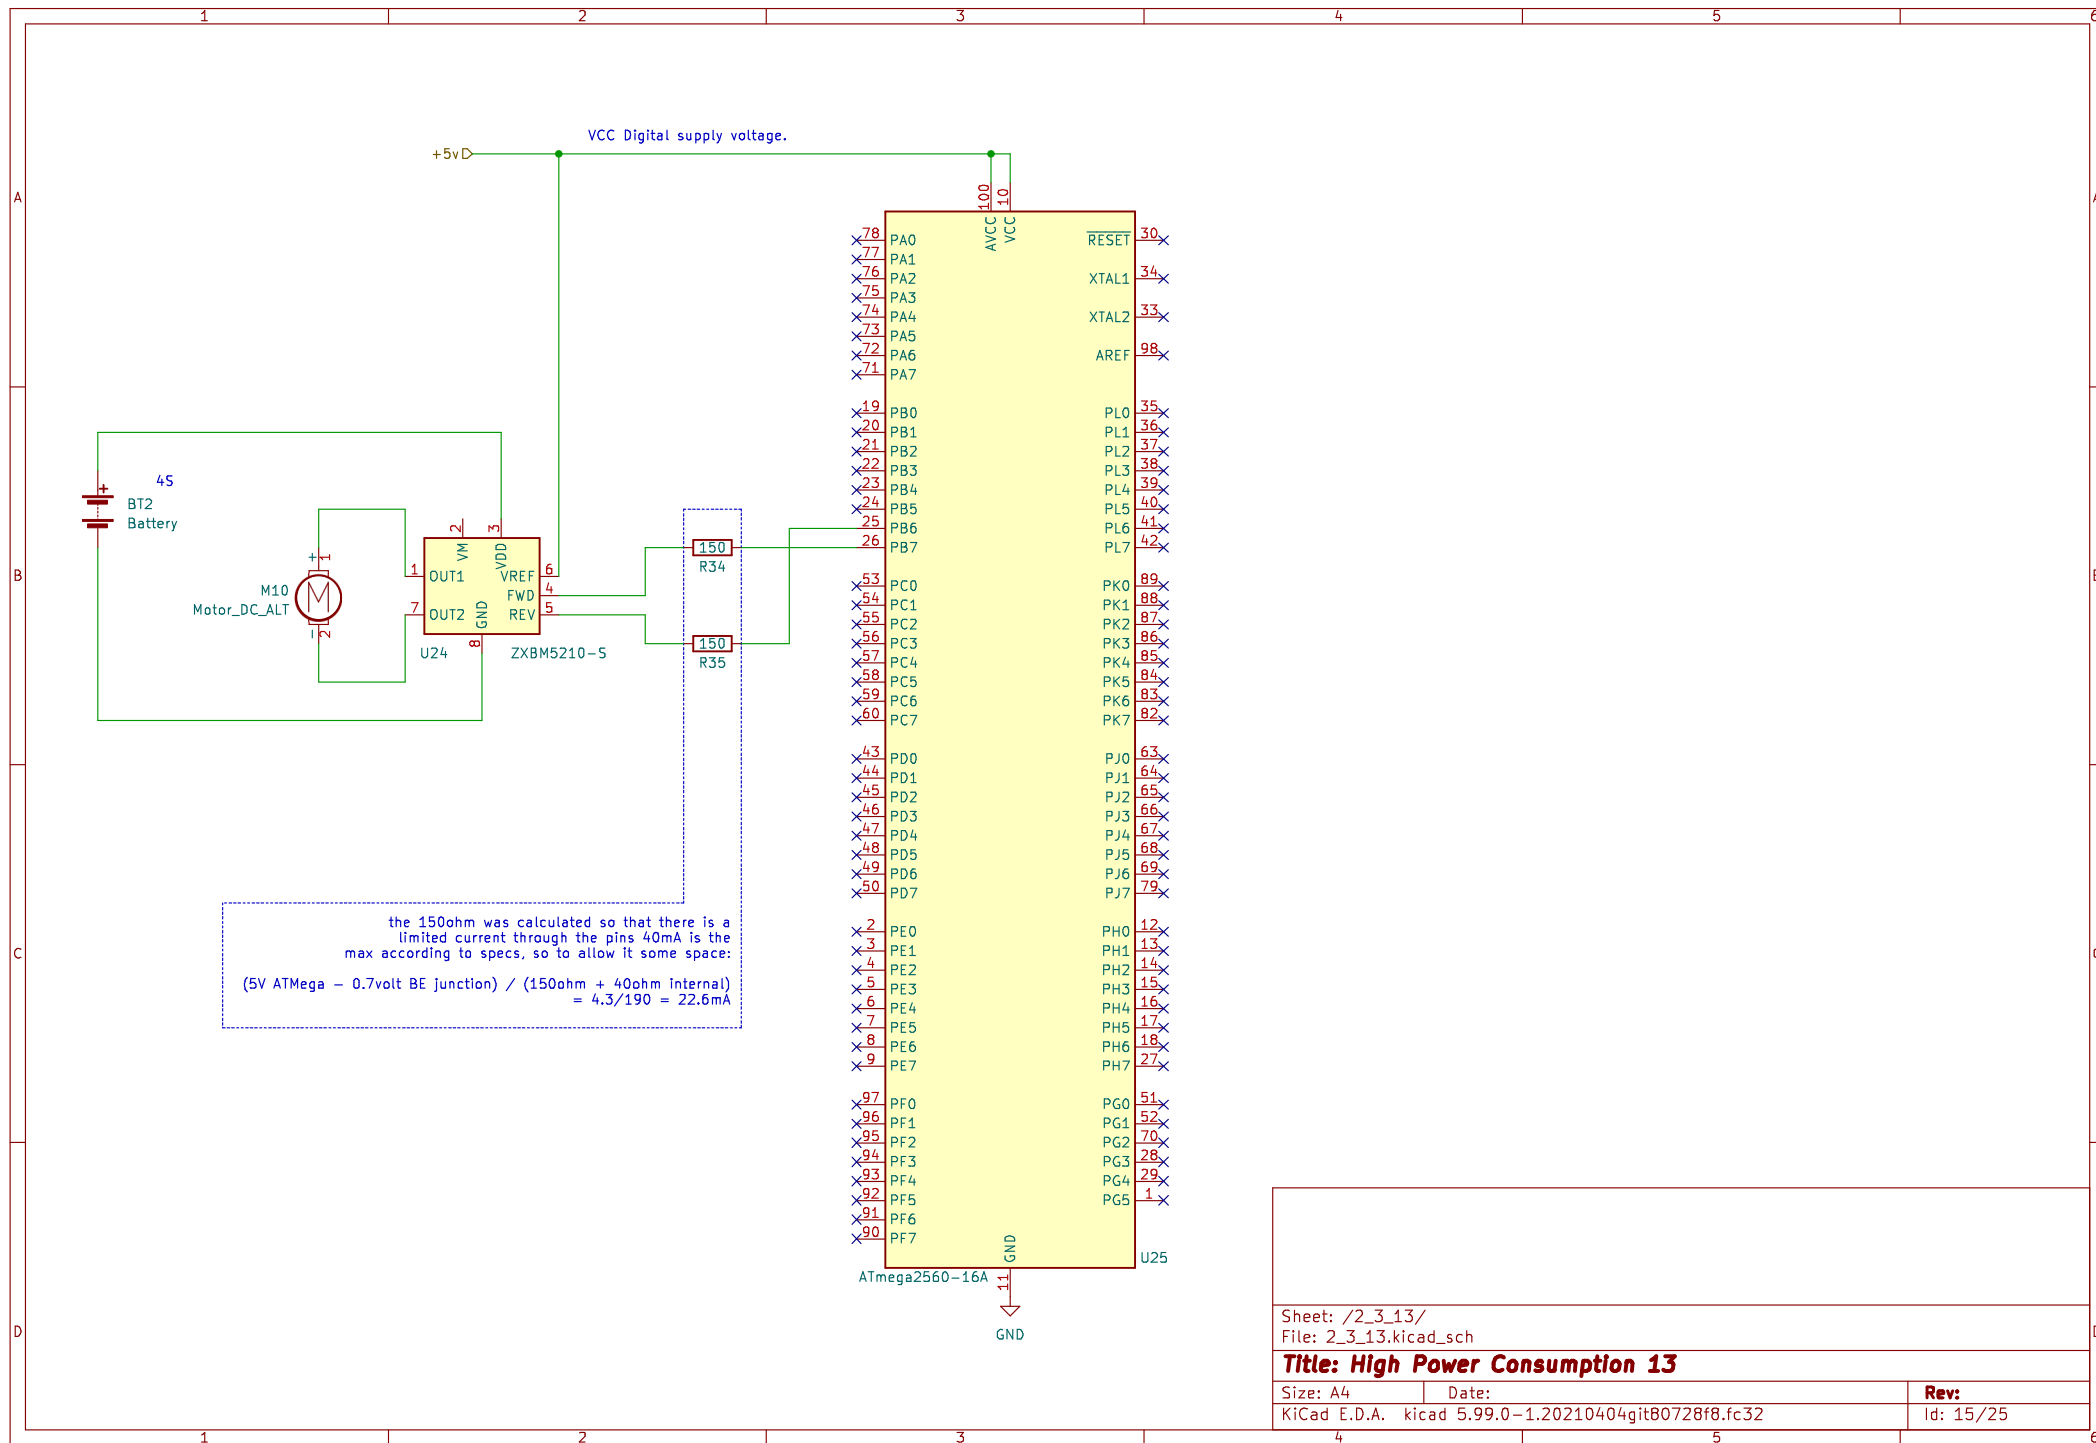 1 2 3 4 5 6
VCC Digital supply voltage.
+5v
A
100 10
AVCC VCC
78 PA0 RESET 30
77 PA1
76 PA2 XTAL1 34
75 PA3
74 PA4 XTAL2 33
73 PA5
72 PA6 AREF 98
71 PA7
19 PB0 PL0 35
20 PB1 PL1 36
21 PB2 PL2 37
22 PB3 PL3 38
23 PB4 PL4 39
24 PB5 PL5 40
25 PB6 PL6 41
26 PB7 PL7 42
4S
+
BT2
Battery
2 3
VM VDD
B
+ 1
M10
Motor_DC_ALT
M
- 2
1 OUT1 VREF 6
FWD 4
7 OUT2 REV 5
GND
8
U24 ZXBM5210-S
150
R34
150
R35
53 PC0 PK0 89
54 PC1 PK1 88
55 PC2 PK2 87
56 PC3 PK3 86
57 PC4 PK4 85
58 PC5 PK5 84
59 PC6 PK6 83
60 PC7 PK7 82
43 PD0 PJ0 63
44 PD1 PJ1 64
45 PD2 PJ2 65
46 PD3 PJ3 66
47 PD4 PJ4 67
48 PD5 PJ5 68
49 PD6 PJ6 69
50 PD7 PJ7 79
C
the 150ohm was calculated so that there is a
limited current through the pins 40mA is the
max according to specs, so to allow it some space:
(5V ATMega - 0.7volt BE junction) / (150ohm + 40ohm internal)
= 4.3/190 = 22.6mA
2 PE0 PH0 12
3 PE1 PH1 13
4 PE2 PH2 14
5 PE3 PH3 15
6 PE4 PH4 16
7 PE5 PH5 17
8 PE6 PH6 18
9 PE7 PH7 27
97 PF0 PG0 51
96 PF1 PG1 52
95 PF2 PG2 70
94 PF3 PG3 28
93 PF4 PG4 29
92 PF5 PG5 1
91 PF6
90 PF7
GND
U25
ATmega2560-16A
11
GND
D
Sheet: /2_3_13/
File: 2_3_13.kicad_sch
Title: High Power Consumption 13
Size: A4 Date: Rev:
KiCad E.D.A. kicad 5.99.0-1.20210404git80728f8.fc32 Id: 15/25
1 2 3 4 5